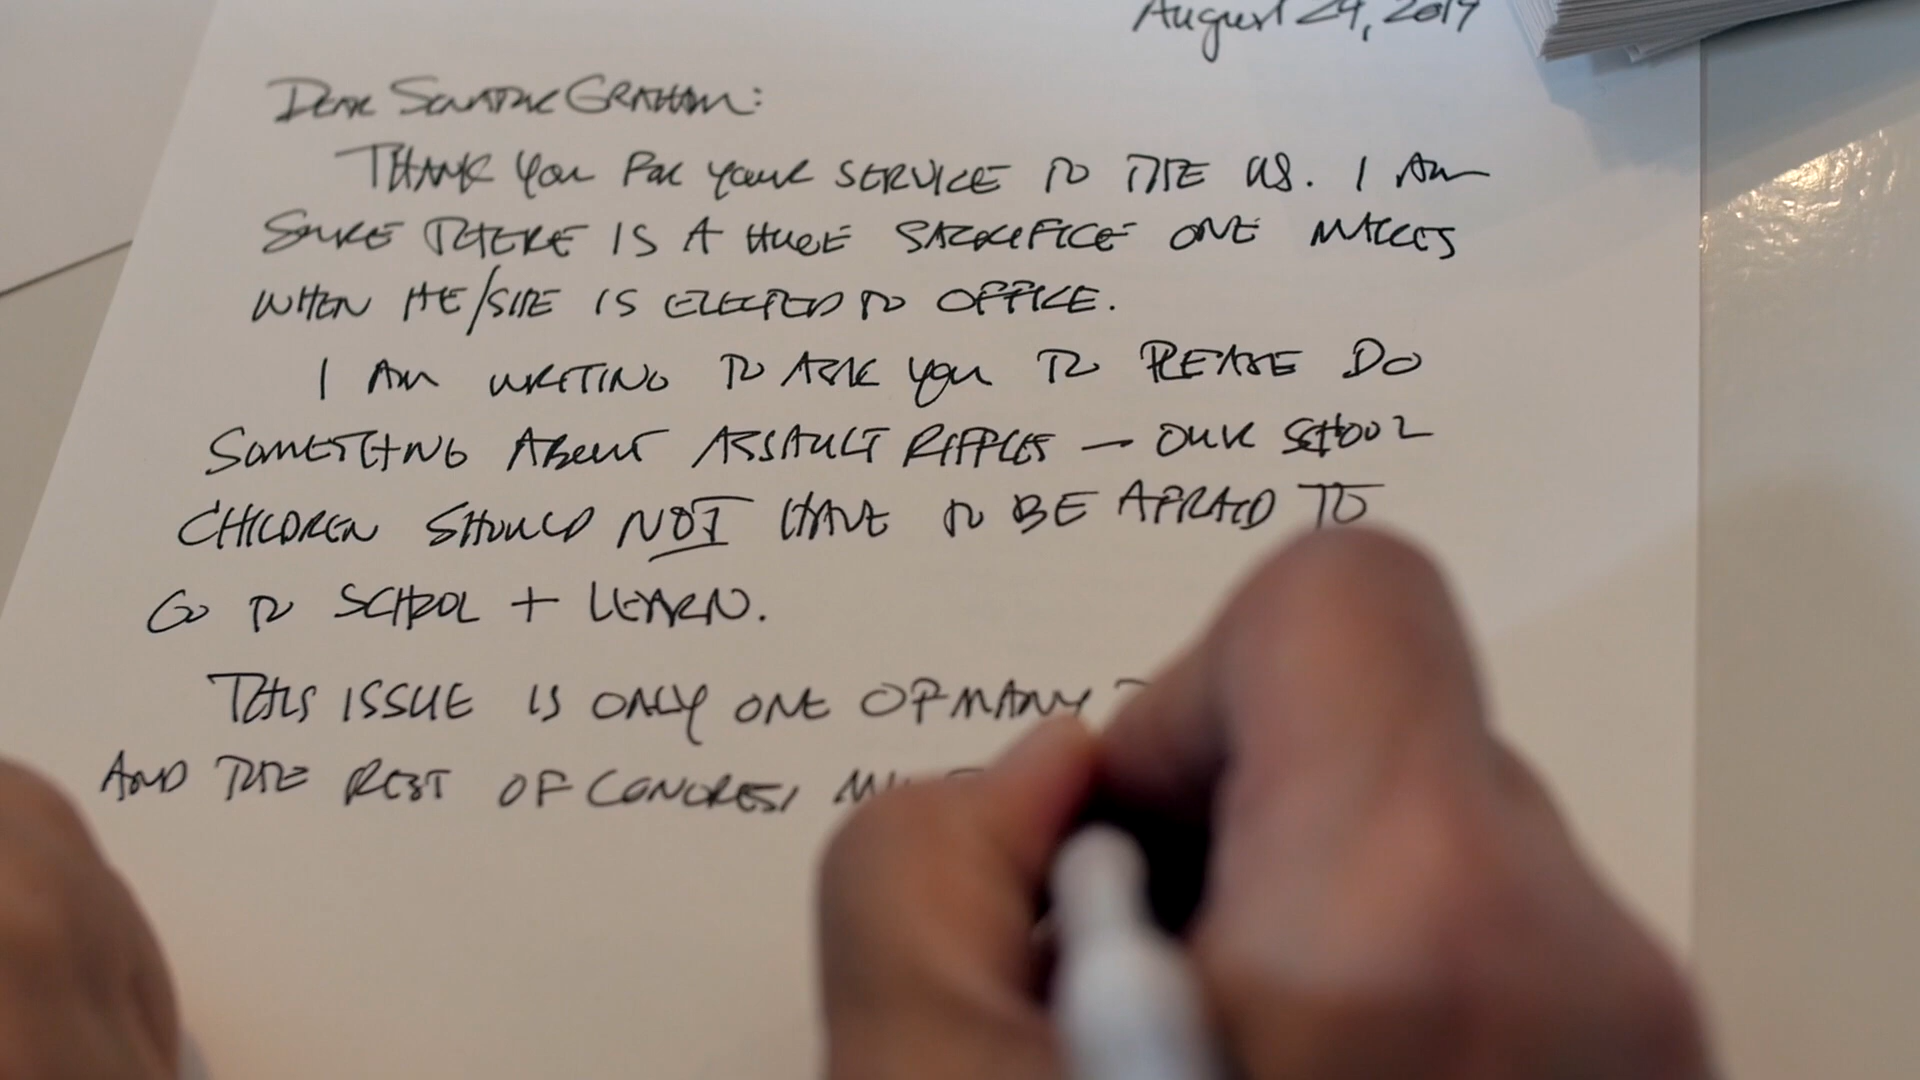 August 29, 2019
DEAR SENATOR GRAHAM:
THANK YOU FOR YOUR SERVICE TO THE US. I AM
SURE THERE IS A HUGE SACRIFICE ONE MAKES
WHEN HE/SHE IS ELECTED TO OFFICE.
I AM WRITING TO ASK YOU TO PLEASE DO
SOMETHING ABOUT ASSAULT RIFFLES — OUR SCHOOL
CHILDREN SHOULD NOT HAVE TO BE AFRAID TO
GO TO SCHOOL + LEARN.
THIS ISSUE IS ONLY ONE OF MANY
AND THE REST OF CONGRESS